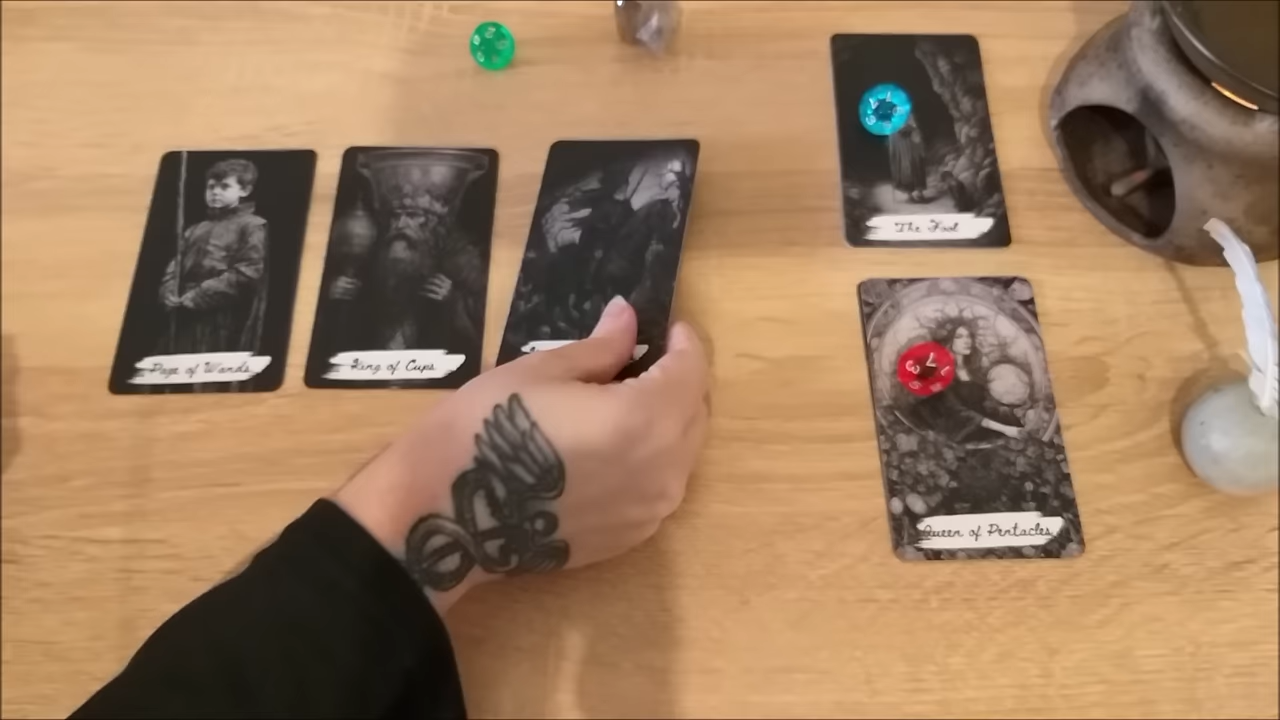 Page of Wands
King of Cups
The Fool
Queen of Pentacles